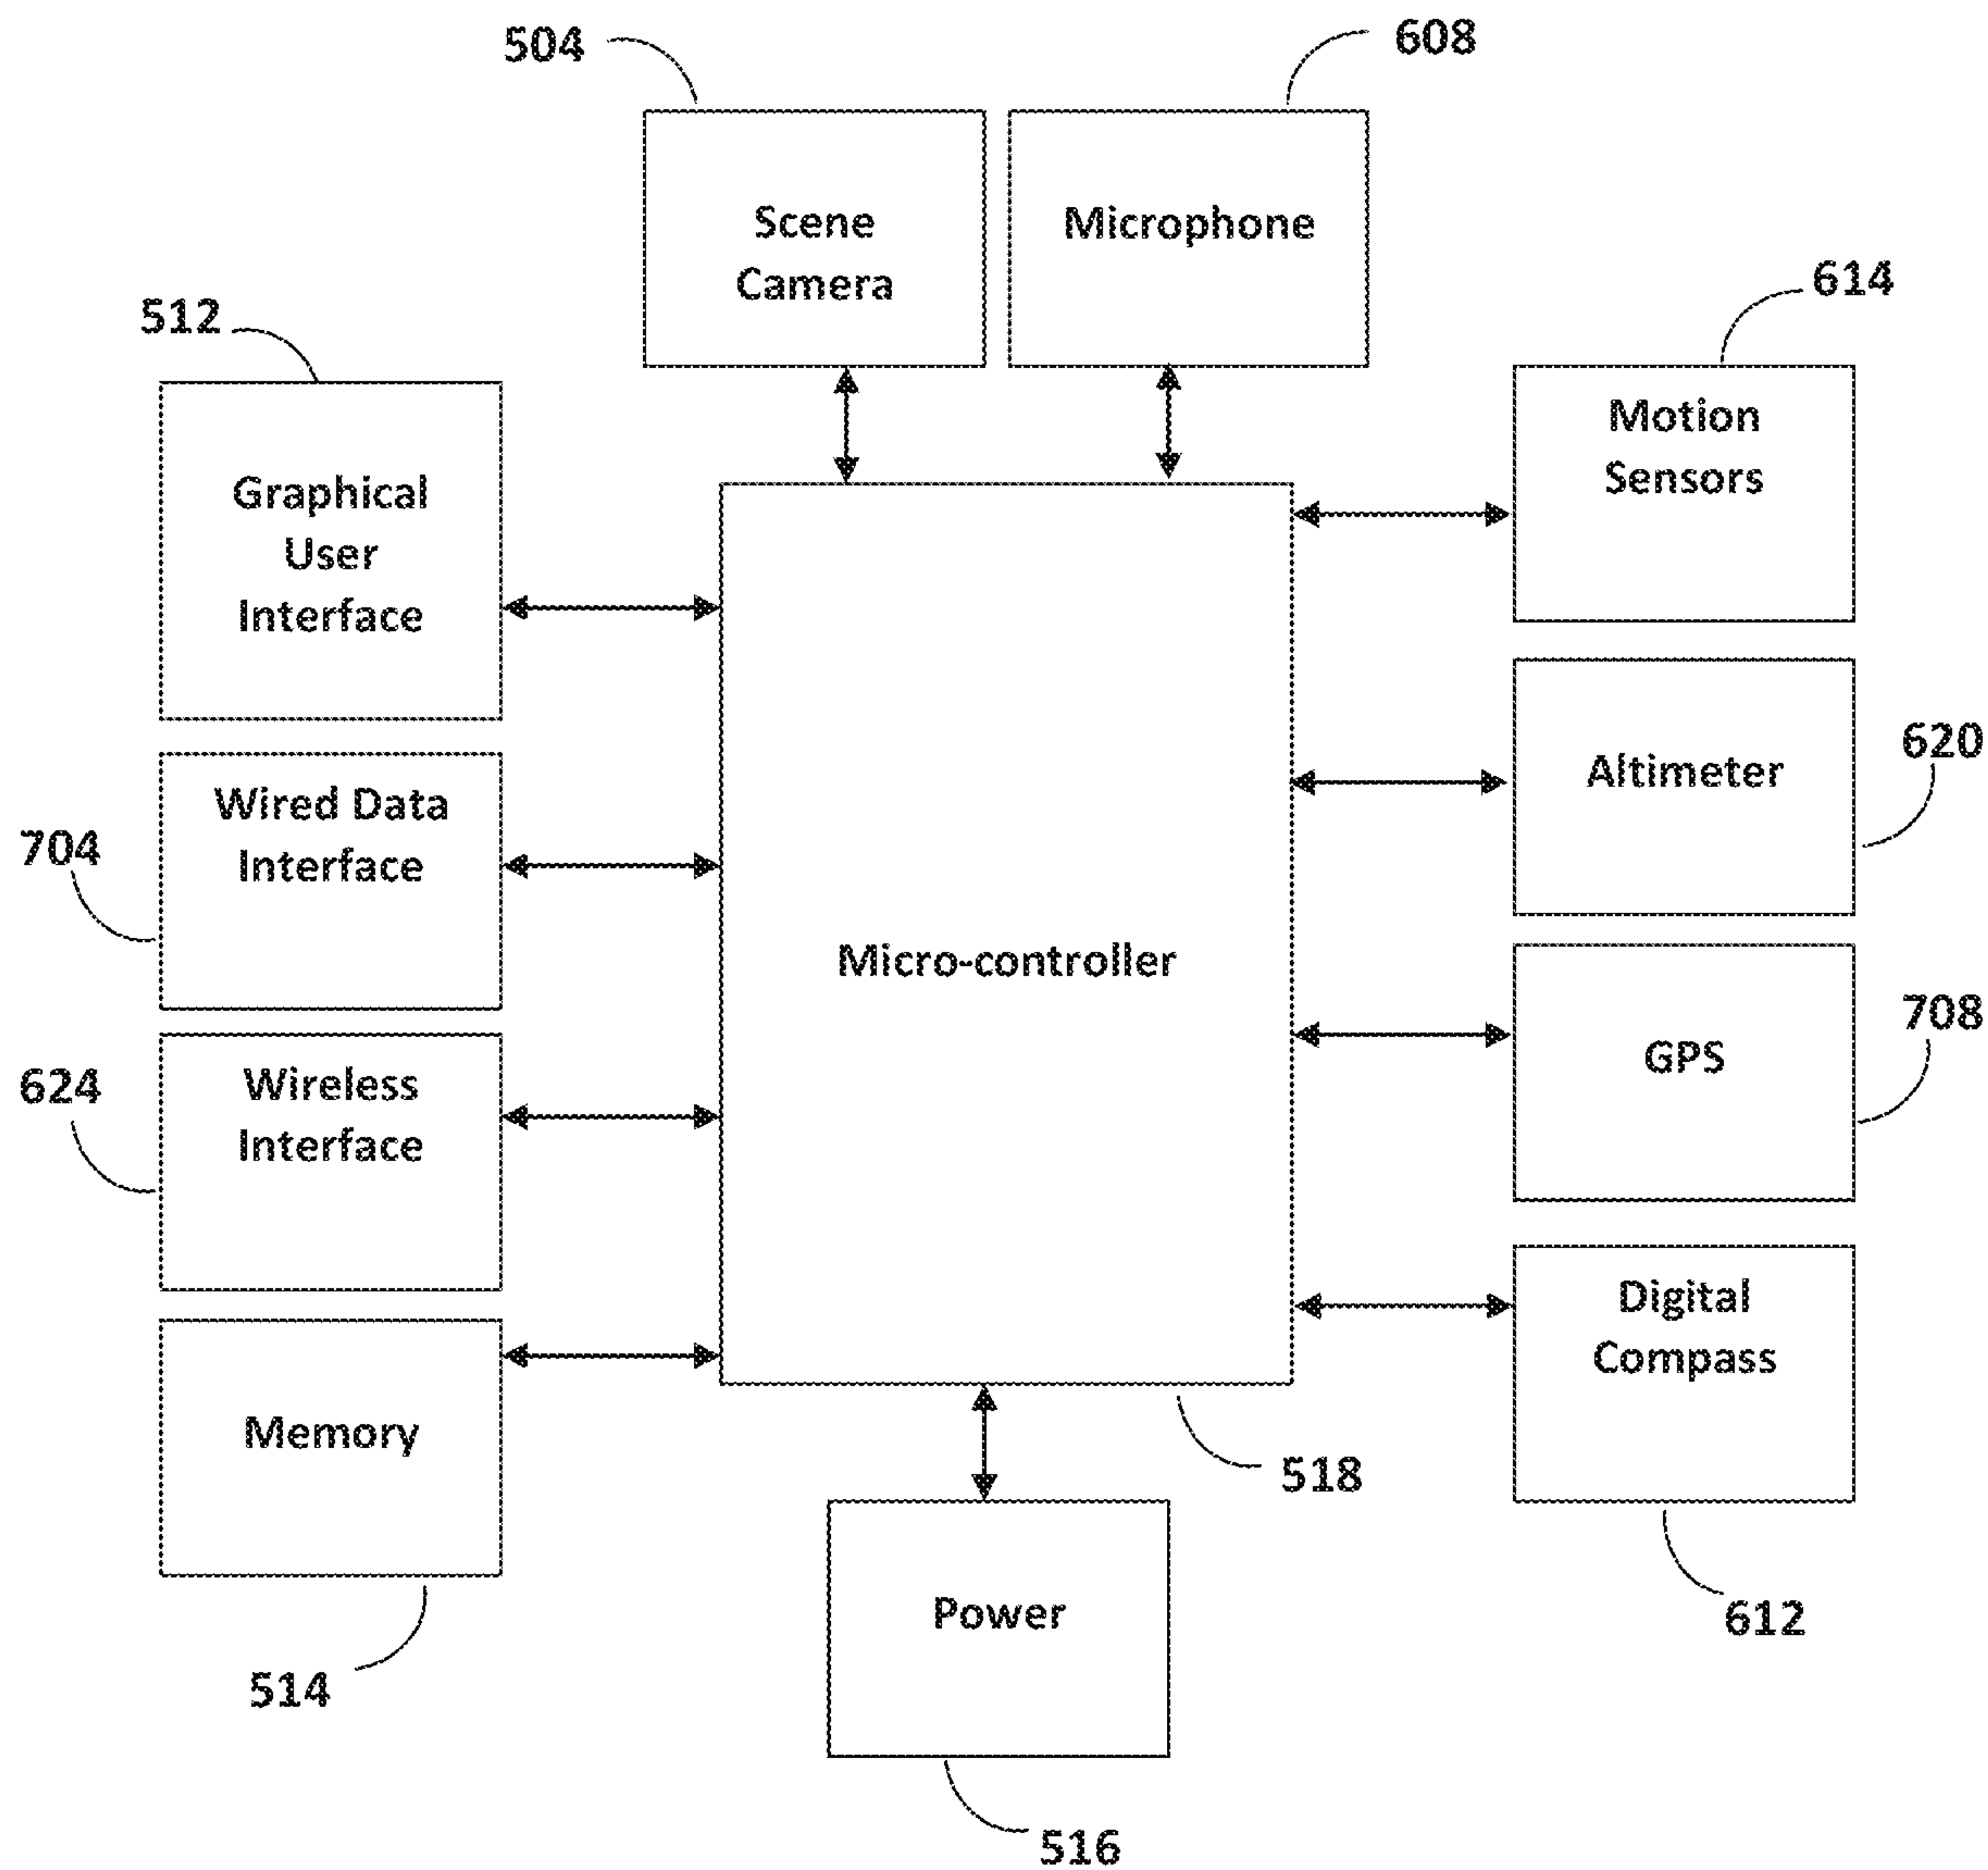 504
608
Scene
Camera
Microphone
614
512
Motion
Sensors
Graphical
User
Interface
620
Altimeter
Wired Data
Interface
704
Micro-controller
708
GPS
624
Wireless
Interface
Digital
Compass
Memory
518
Power
612
514
516